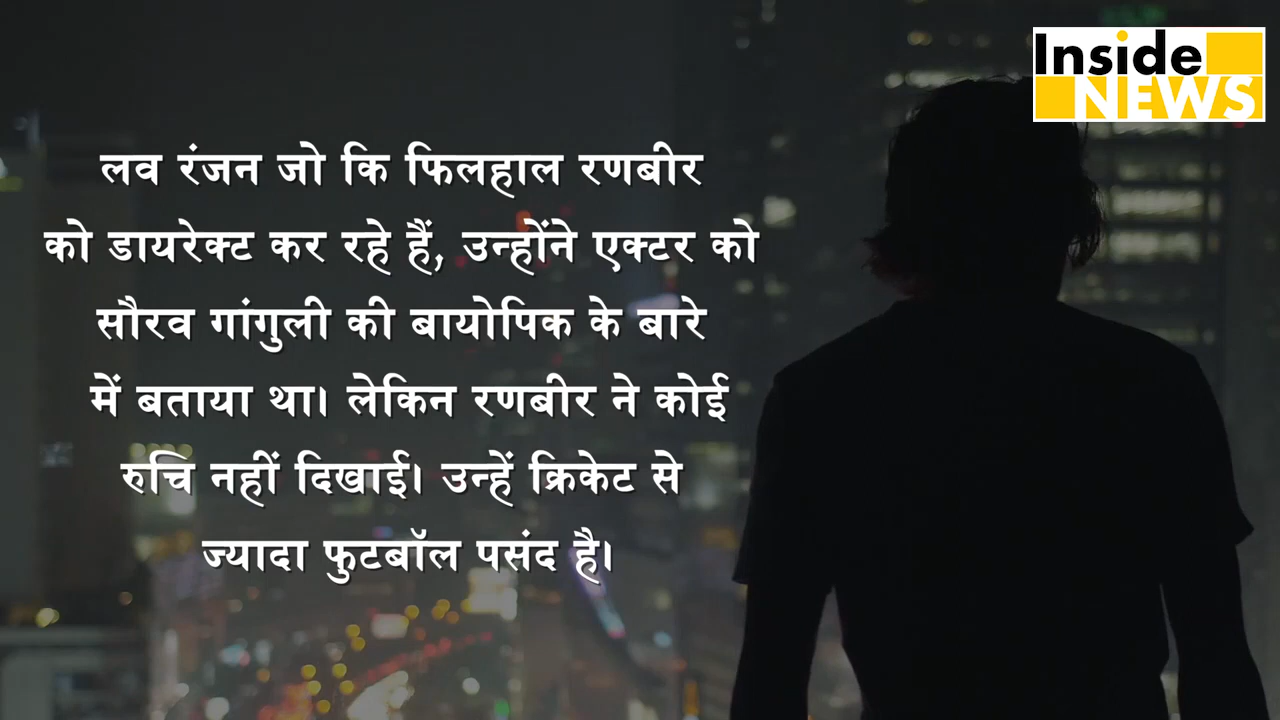 Inside
NEWS
लव रंजन जो कि फिलहाल रणबीर
को डायरेक्ट कर रहे हैं, उन्होंने एक्टर को
सौरव गांगुली की बायोपिक के बारे
में बताया था। लेकिन रणबीर ने कोई
रुचि नहीं दिखाई। उन्हें क्रिकेट से
ज्यादा फुटबॉल पसंद है।